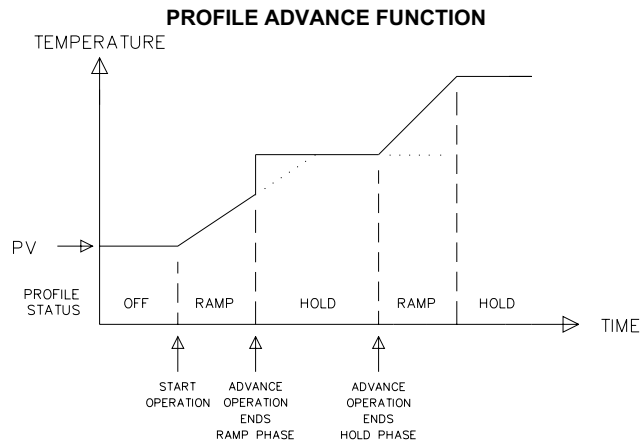 PROFILE ADVANCE FUNCTION
TEMPERATURE
PV
PROFILE
STATUS
OFF
RAMP
HOLD
RAMP
HOLD
TIME
START
OPERATION
ADVANCE
OPERATION
ENDS
RAMP PHASE
ADVANCE
OPERATION
ENDS
HOLD PHASE